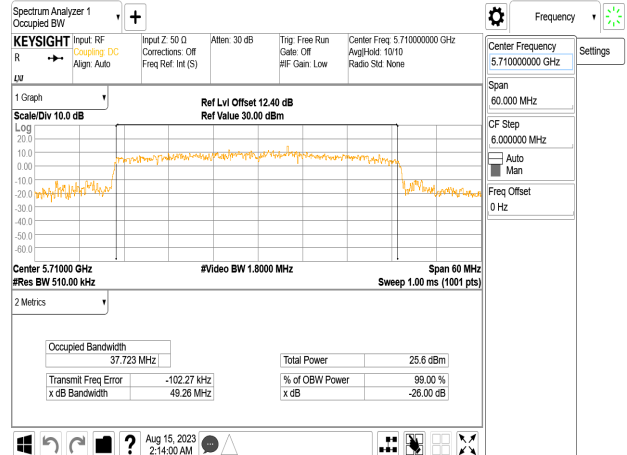 Spectrum Analyzer 1
Occupied BW
Frequency
KEYSIGHT
R
Input: RF
Coupling: DC
Align: Auto
Input Z: 50 Ω
Corrections: Off
Freq Ref: Int (S)
Atten: 30 dB
Trig: Free Run
Gate: Off
#IF Gain: Low
Center Freq: 5.710000000 GHz
Avg|Hold: 10/10
Radio Std: None
Center Frequency
5.710000000 GHz
Settings
Span
60.000 MHz
CF Step
6.000000 MHz
Auto
Man
Freq Offset
0 Hz
1 Graph
Scale/Div 10.0 dB
Ref Lvl Offset 12.40 dB
Ref Value 30.00 dBm
Log
20.0
10.0
0.00
-10.0
-20.0
-30.0
-40.0
-50.0
-60.0
Center 5.71000 GHz
#Video BW 1.8000 MHz
Span 60 MHz
#Res BW 510.00 kHz
Sweep 1.00 ms (1001 pts)
2 Metrics
Occupied Bandwidth
37.723 MHz
Total Power 25.6 dBm
Transmit Freq Error -102.27 kHz
% of OBW Power 99.00 %
x dB Bandwidth 49.26 MHz
x dB -26.00 dB
?
Aug 15, 2023
2:14:00 AM